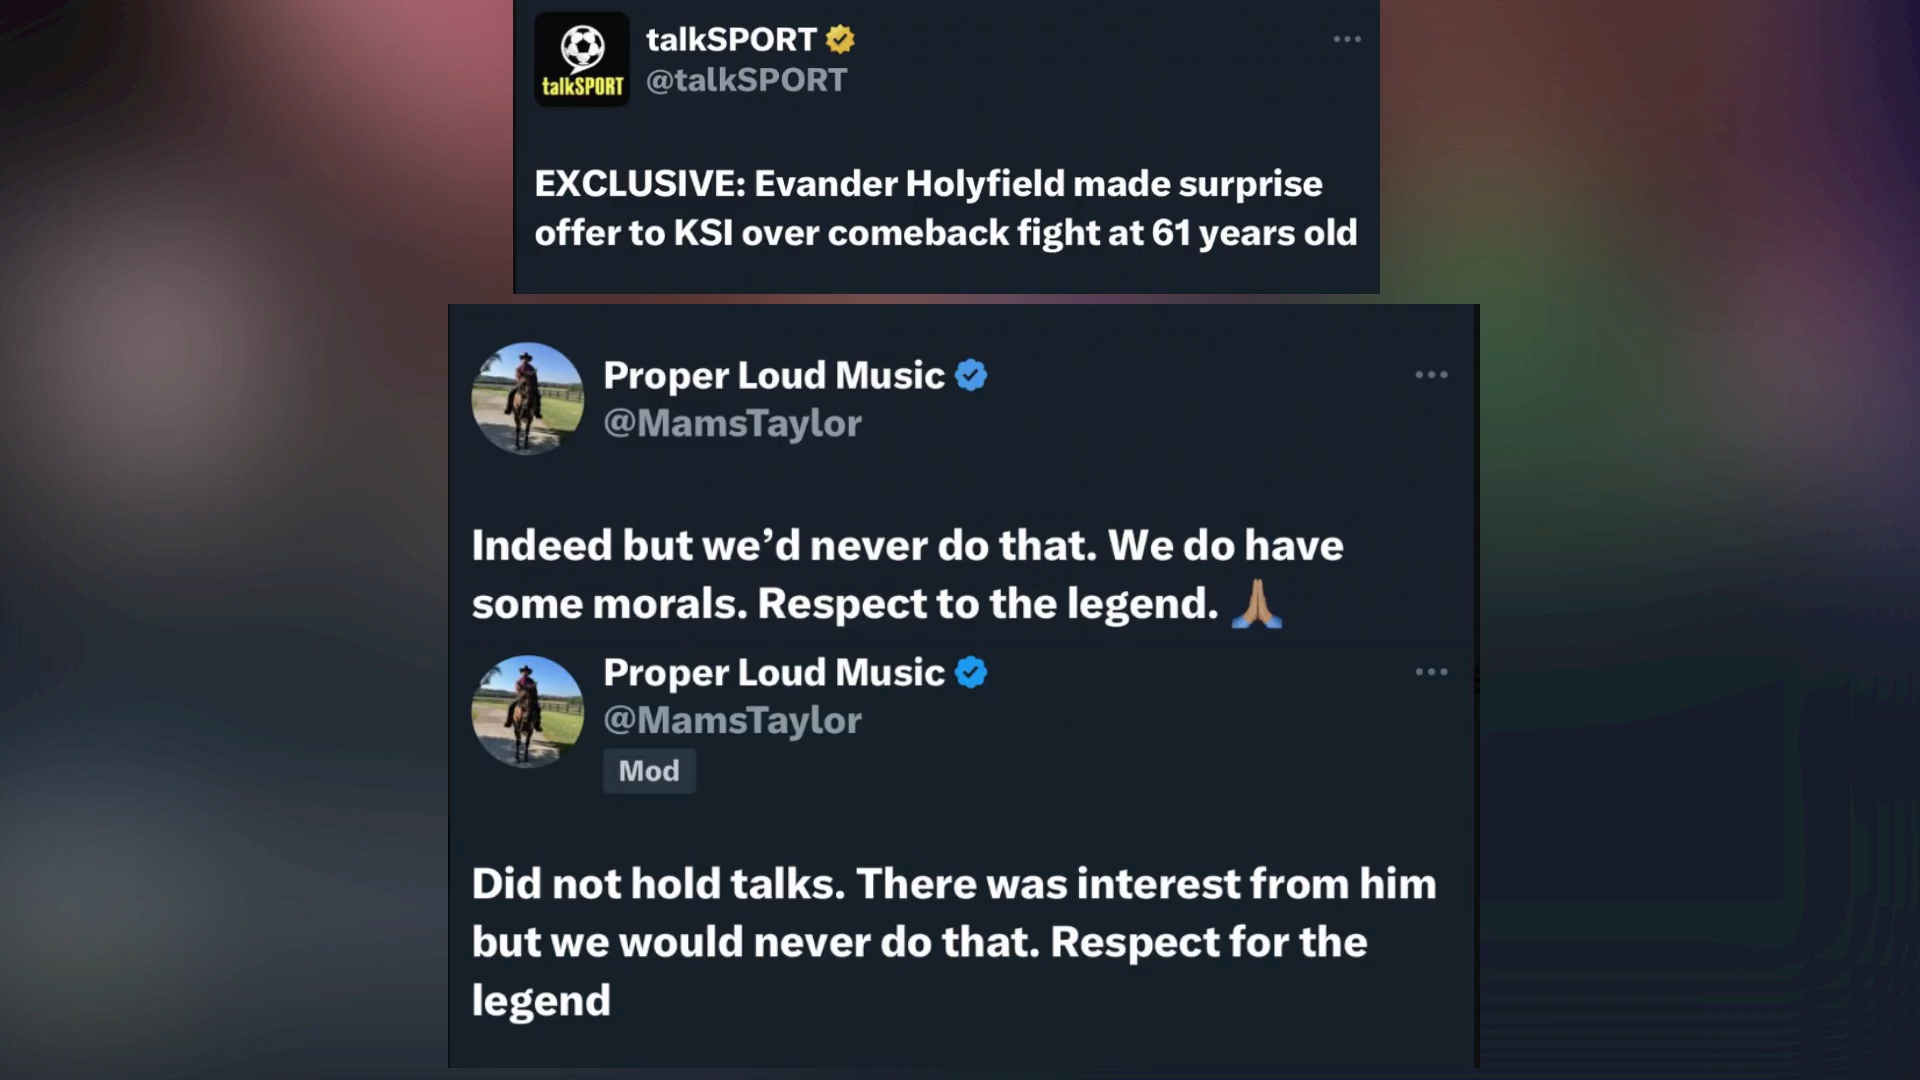 talkSPORT
talkSPORT
@talkSPORT
EXCLUSIVE: Evander Holyfield made surprise
offer to KSI over comeback fight at 61 years old
Proper Loud Music
@MamsTaylor
Indeed but we’d never do that. We do have
some morals. Respect to the legend. 🙏🏽
Proper Loud Music
@MamsTaylor
Mod
Did not hold talks. There was interest from him
but we would never do that. Respect for the
legend